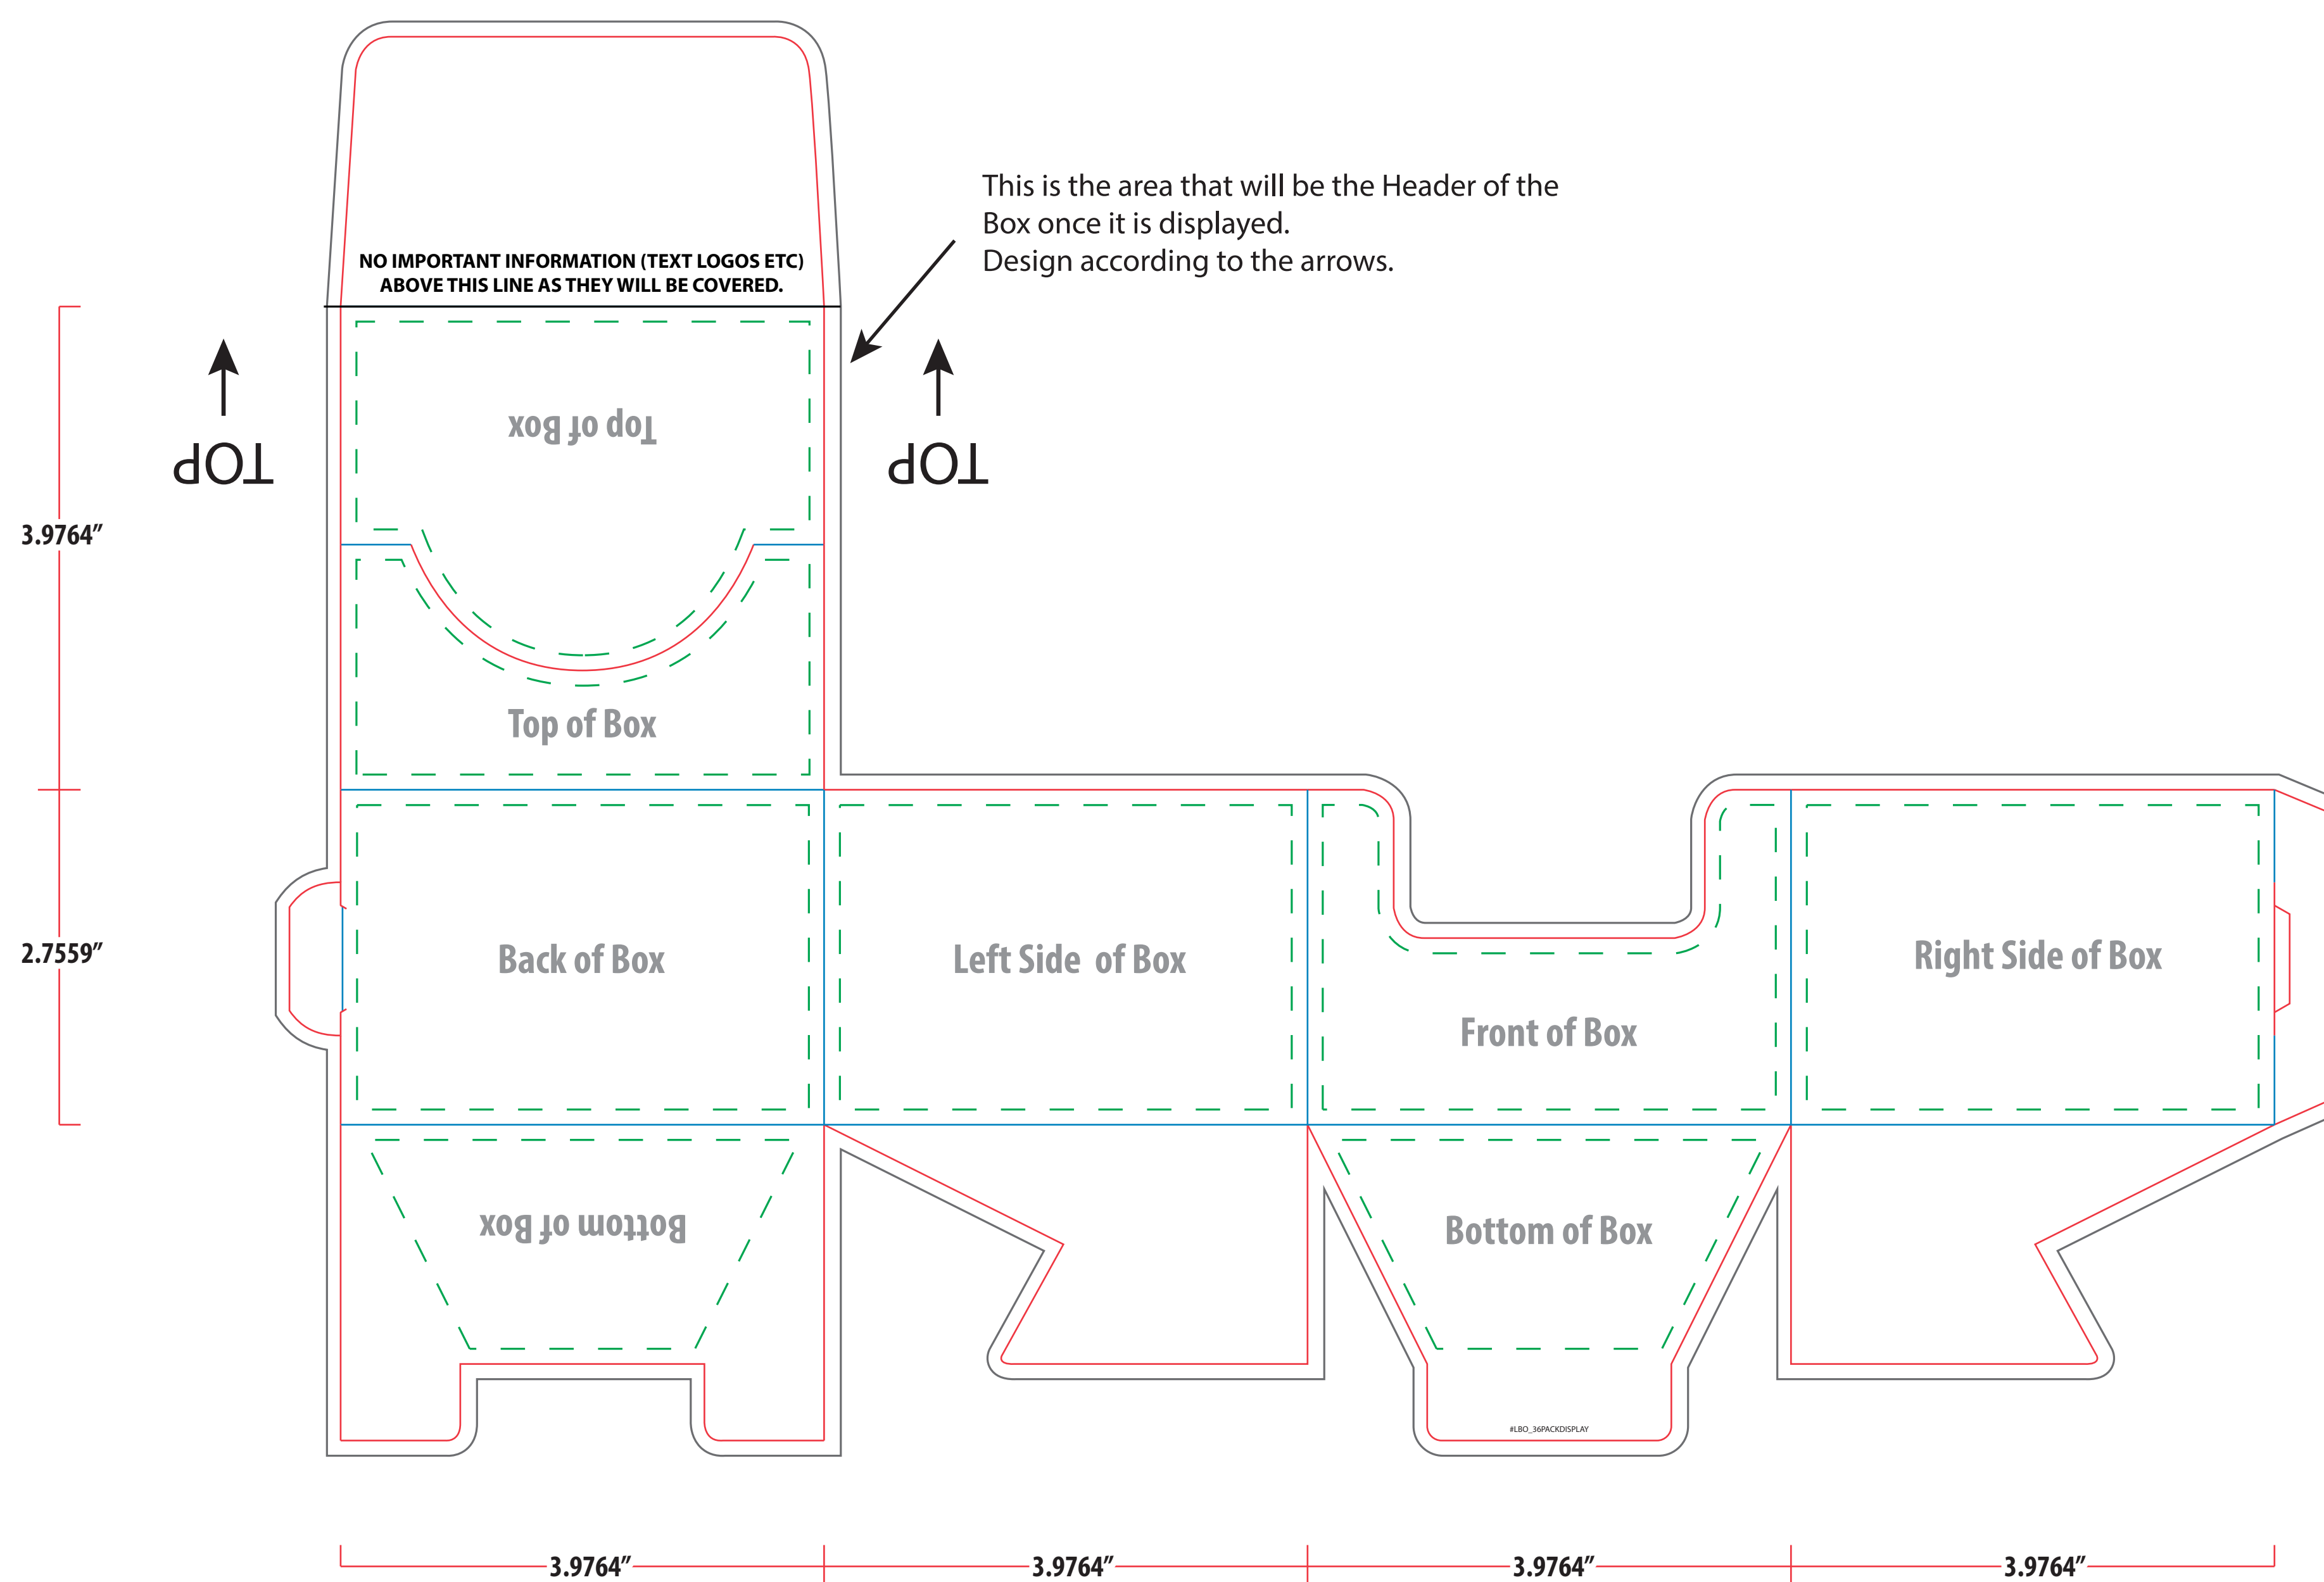 This is the area that will be the Header of the
Box once it is displayed.
Design according to the arrows.
NO IMPORTANT INFORMATION (TEXT LOGOS ETC)
ABOVE THIS LINE AS THEY WILL BE COVERED.
Top of Box
TOP
TOP
3.9764″
Top of Box
2.7559″
Back of Box
Left Side of Box
Front of Box
Right Side of Box
Bottom of Box
Bottom of Box
#LBO_36PACKDISPLAY
3.9764″
3.9764″
3.9764″
3.9764″